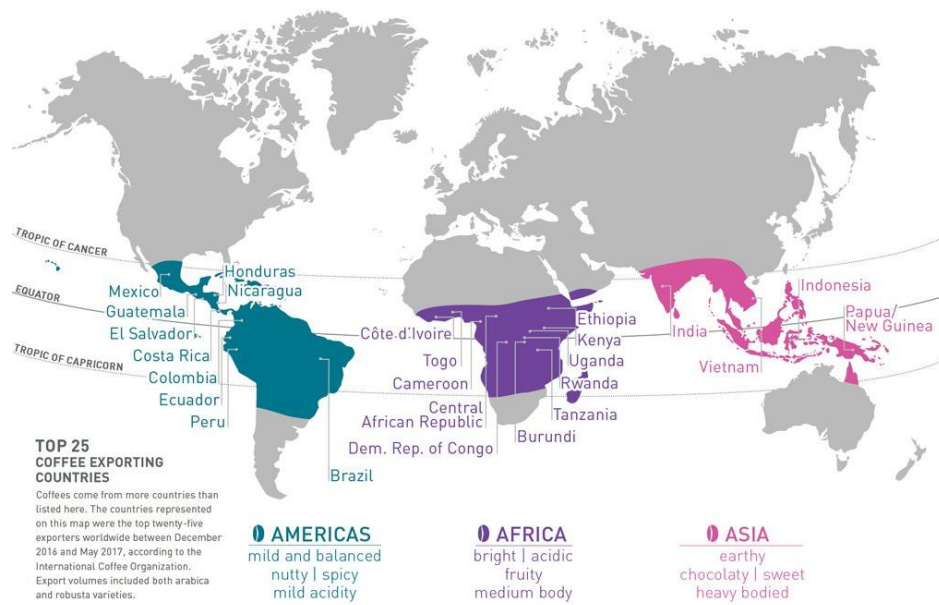 TROPIC OF CANCER
EQUATOR
TROPIC OF CAPRICORN
Honduras
Mexico
Nicaragua
Guatemala
El Salvador
Costa Rica
Colombia
Ecuador
Peru
Brazil
Côte.d'Ivoire
Togo
Cameroon
Central
African Republic
Dem. Rep. of Congo
Ethiopia
Kenya
Uganda
Rwanda
Tanzania
Burundi
India
Vietnam
Indonesia
Papua/
New Guinea
TOP 25
COFFEE EXPORTING
COUNTRIES
Coffees come from more countries than
listed here. The countries represented
on this map were the top twenty-five
exporters worldwide between December
2016 and May 2017, according to the
International Coffee Organization.
Export volumes included both arabica
and robusta varieties.
AMERICAS
mild and balanced
nutty | spicy
mild acidity
AFRICA
bright | acidic
fruity
medium body
ASIA
earthy
chocolaty | sweet
heavy bodied